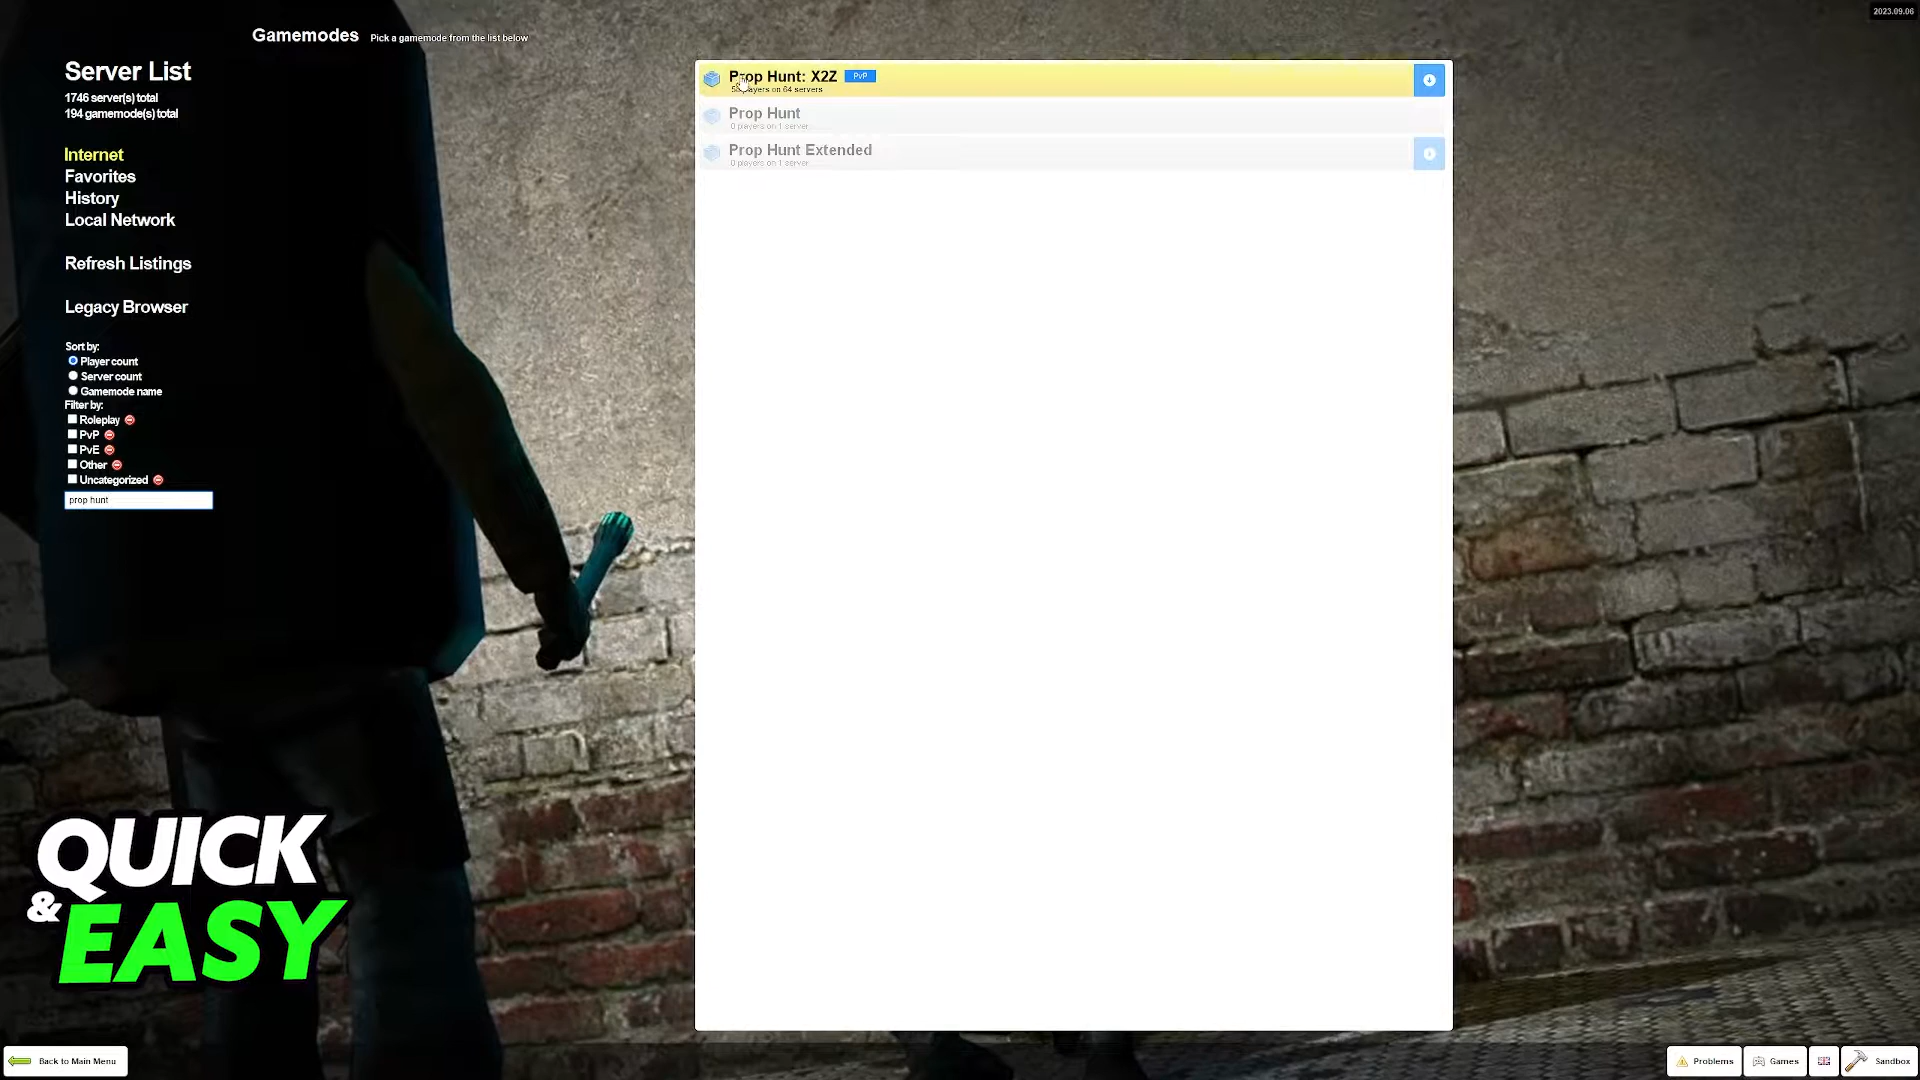 2023.09.06
Gamemodes Pick a gamemode from the list below
Server List
1746 server(s) total
194 gamemode(s) total
Internet
Favorites
History
Local Network
Refresh Listings
Legacy Browser
Sort by:
Player count
Server count
Gamemode name
Filter by:
Roleplay
PvP
PvE
Other
Uncategorized
prop hunt
Prop Hunt: X2Z PvP
on 64 servers
Prop Hunt
0 players on 1 server
Prop Hunt Extended
0 players on 1 server
QUICK
& EASY
Back to Main Menu
Problems
Games
Sandbox